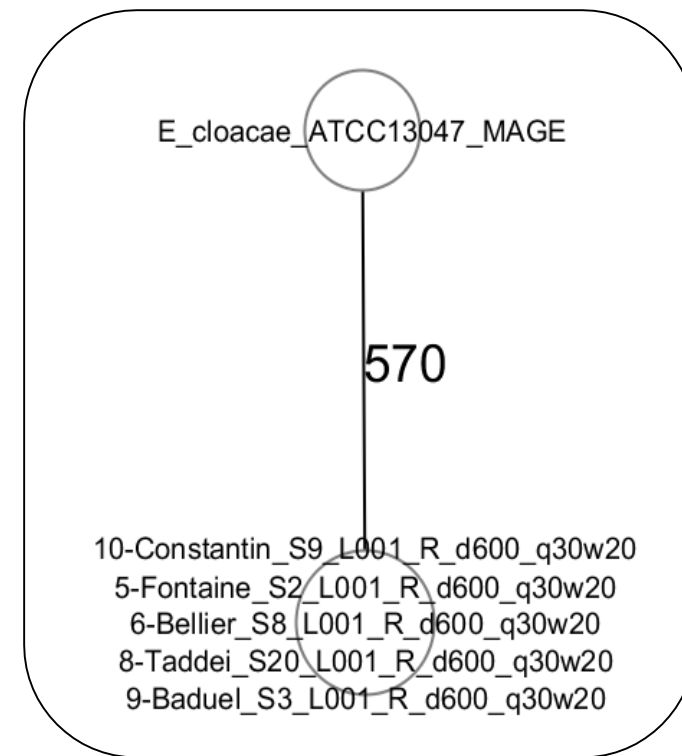 E_cloacae_ATCC13047_MAGE
570
10-Constantin_S9_L001_R_d600_q30w20
5-Fontaine_S2_L001_R_d600_q30w20
6-Bellier_S8_L001_R_d600_q30w20
8-Taddei_S20_L001_R_d600_q30w20
9-Baduel_S3_L001_R_d600_q30w20